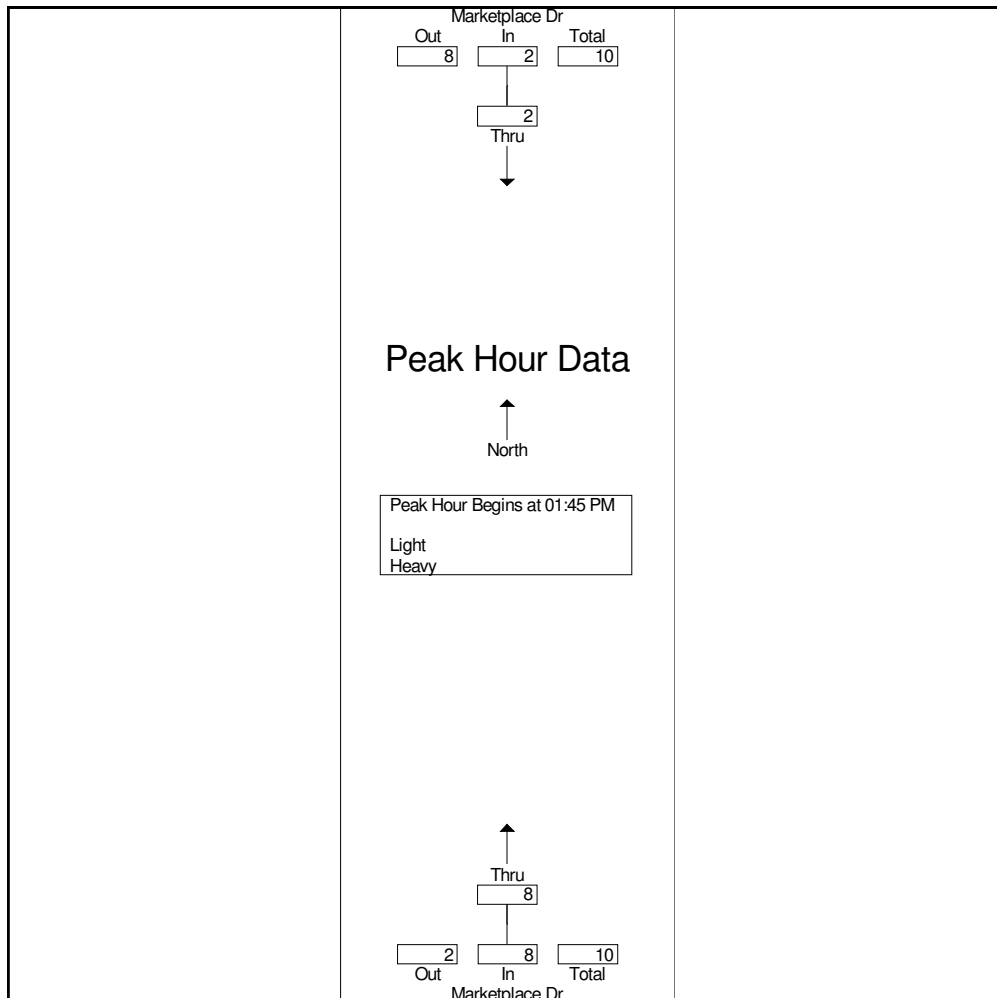 Marketplace Dr
Out In Total
8 2 10
2
Thru
Peak Hour Data
North
Peak Hour Begins at 01:45 PM
Light
Heavy
Thru
8
2 8 10
Out In Total
Marketplace Dr